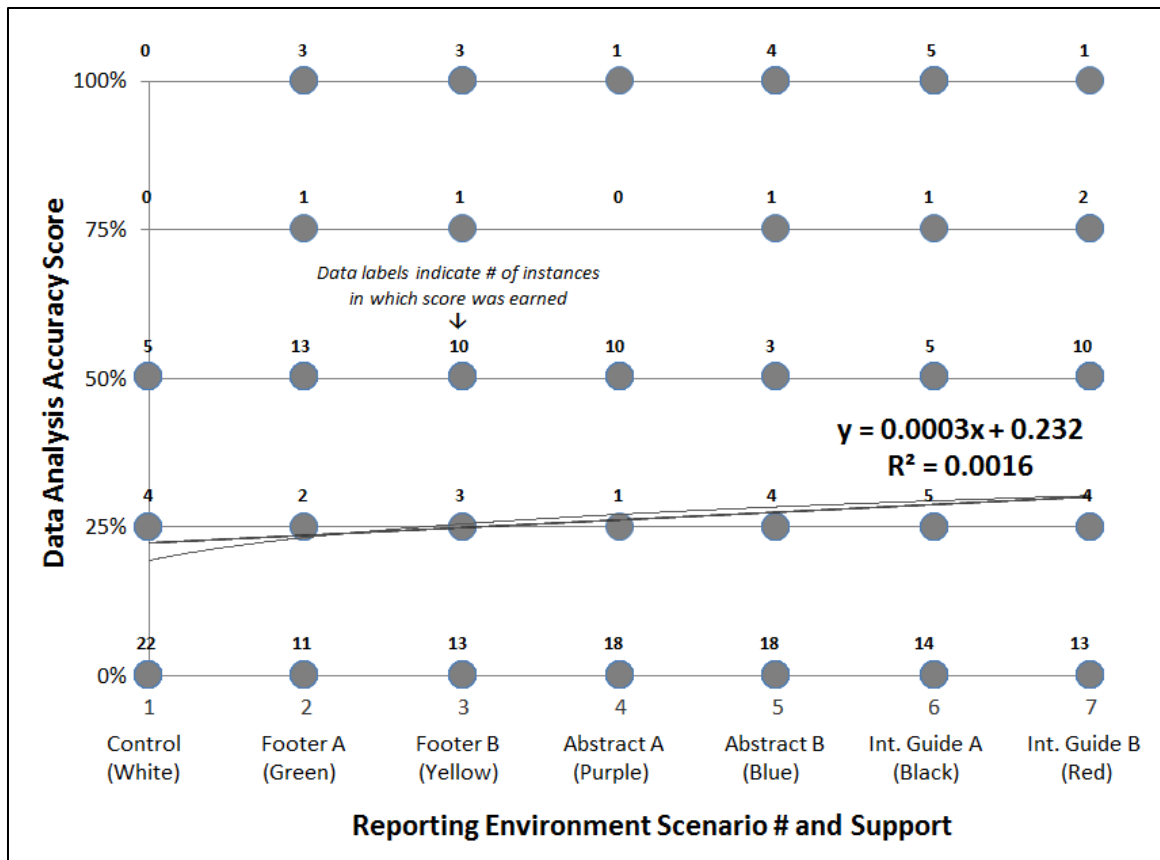 0 3 3 1 4 5 1
100%
0 1 1 0 1 1 2
75%
Data labels indicate # of instances
in which score was earned
5 13 10 10 3 5 10
50%
y = 0.0003x + 0.232
R² = 0.0016
4 2 3 1 4 5 4
25%
22 11 13 18 18 14 13
0%
1 2 3 4 5 6 7
Control Footer A Footer B Abstract A Abstract B Int. Guide A Int. Guide B
(White) (Green) (Yellow) (Purple) (Blue) (Black) (Red)
Data Analysis Accuracy Score
Reporting Environment Scenario # and Support